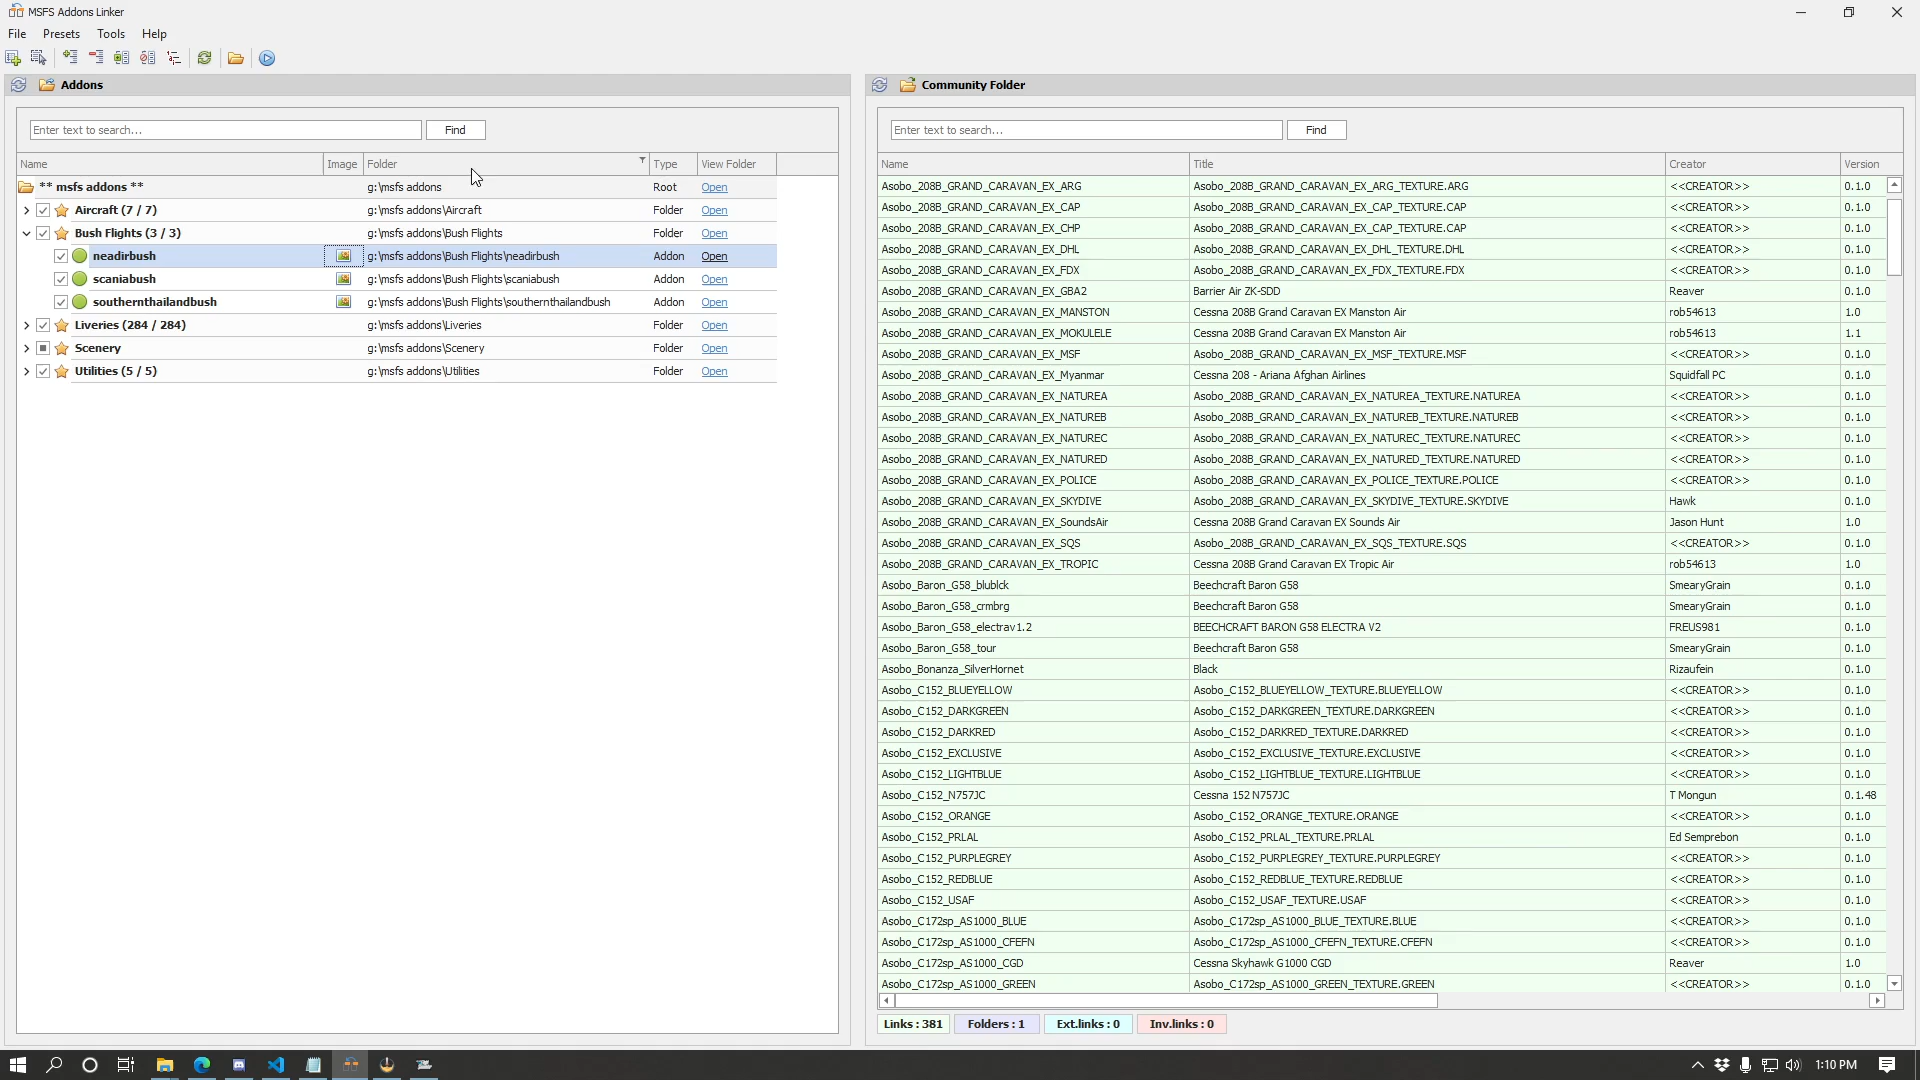 MSFS Addons Linker
File Presets Tools Help
Addons
Enter text to search...
Find
Name Image Folder Type View Folder
** msfs addons ** g:\msfs addons Root Open
Aircraft (7 / 7) g:\msfs addons\Aircraft Folder Open
Bush Flights (3 / 3) g:\msfs addons\Bush Flights Folder Open
neadirbush g:\msfs addons\Bush Flights\neadirbush Addon Open
scaniabush g:\msfs addons\Bush Flights\scaniabush Addon Open
southernthailandbush g:\msfs addons\Bush Flights\southernthailandbush Addon Open
Liveries (284 / 284) g:\msfs addons\Liveries Folder Open
Scenery g:\msfs addons\Scenery Folder Open
Utilities (5 / 5) g:\msfs addons\Utilities Folder Open
Community Folder
Enter text to search...
Find
Name Title Creator Version
Asobo_208B_GRAND_CARAVAN_EX_ARG Asobo_208B_GRAND_CARAVAN_EX_ARG_TEXTURE.ARG <<CREATOR>> 0.1.0
Asobo_208B_GRAND_CARAVAN_EX_CAP Asobo_208B_GRAND_CARAVAN_EX_CAP_TEXTURE.CAP <<CREATOR>> 0.1.0
Asobo_208B_GRAND_CARAVAN_EX_CHP Asobo_208B_GRAND_CARAVAN_EX_CAP_TEXTURE.CAP <<CREATOR>> 0.1.0
Asobo_208B_GRAND_CARAVAN_EX_DHL Asobo_208B_GRAND_CARAVAN_EX_DHL_TEXTURE.DHL <<CREATOR>> 0.1.0
Asobo_208B_GRAND_CARAVAN_EX_FDX Asobo_208B_GRAND_CARAVAN_EX_FDX_TEXTURE.FDX <<CREATOR>> 0.1.0
Asobo_208B_GRAND_CARAVAN_EX_GBA2 Barrier Air ZK-SDD Reaver 0.1.0
Asobo_208B_GRAND_CARAVAN_EX_MANSTON Cessna 208B Grand Caravan EX Manston Air rob54613 1.0
Asobo_208B_GRAND_CARAVAN_EX_MOKULELE Cessna 208B Grand Caravan EX Manston Air rob54613 1.1
Asobo_208B_GRAND_CARAVAN_EX_MSF Asobo_208B_GRAND_CARAVAN_EX_MSF_TEXTURE.MSF <<CREATOR>> 0.1.0
Asobo_208B_GRAND_CARAVAN_EX_Myanmar Cessna 208 - Ariana Afghan Airlines Squidfall PC 0.1.0
Asobo_208B_GRAND_CARAVAN_EX_NATUREA Asobo_208B_GRAND_CARAVAN_EX_NATUREA_TEXTURE.NATUREA <<CREATOR>> 0.1.0
Asobo_208B_GRAND_CARAVAN_EX_NATUREB Asobo_208B_GRAND_CARAVAN_EX_NATUREB_TEXTURE.NATUREB <<CREATOR>> 0.1.0
Asobo_208B_GRAND_CARAVAN_EX_NATUREC Asobo_208B_GRAND_CARAVAN_EX_NATUREC_TEXTURE.NATUREC <<CREATOR>> 0.1.0
Asobo_208B_GRAND_CARAVAN_EX_NATURED Asobo_208B_GRAND_CARAVAN_EX_NATURED_TEXTURE.NATURED <<CREATOR>> 0.1.0
Asobo_208B_GRAND_CARAVAN_EX_POLICE Asobo_208B_GRAND_CARAVAN_EX_POLICE_TEXTURE.POLICE <<CREATOR>> 0.1.0
Asobo_208B_GRAND_CARAVAN_EX_SKYDIVE Asobo_208B_GRAND_CARAVAN_EX_SKYDIVE_TEXTURE.SKYDIVE Hawk 0.1.0
Asobo_208B_GRAND_CARAVAN_EX_SoundsAir Cessna 208B Grand Caravan EX Sounds Air Jason Hunt 1.0
Asobo_208B_GRAND_CARAVAN_EX_SQS Asobo_208B_GRAND_CARAVAN_EX_SQS_TEXTURE.SQS <<CREATOR>> 0.1.0
Asobo_208B_GRAND_CARAVAN_EX_TROPIC Cessna 208B Grand Caravan EX Tropic Air rob54613 1.0
Asobo_Baron_G58_blublck Beechcraft Baron G58 SmearyGrain 0.1.0
Asobo_Baron_G58_crmbrg Beechcraft Baron G58 SmearyGrain 0.1.0
Asobo_Baron_G58_electrav1.2 BEECHCRAFT BARON G58 ELECTRA V2 FREUS981 0.1.0
Asobo_Baron_G58_tour Beechcraft Baron G58 SmearyGrain 0.1.0
Asobo_Bonanza_SilverHornet Black Rizaufein 0.1.0
Asobo_C152_BLUEYELLOW Asobo_C152_BLUEYELLOW_TEXTURE.BLUEYELLOW <<CREATOR>> 0.1.0
Asobo_C152_DARKGREEN Asobo_C152_DARKGREEN_TEXTURE.DARKGREEN <<CREATOR>> 0.1.0
Asobo_C152_DARKRED Asobo_C152_DARKRED_TEXTURE.DARKRED <<CREATOR>> 0.1.0
Asobo_C152_EXCLUSIVE Asobo_C152_EXCLUSIVE_TEXTURE.EXCLUSIVE <<CREATOR>> 0.1.0
Asobo_C152_LIGHTBLUE Asobo_C152_LIGHTBLUE_TEXTURE.LIGHTBLUE <<CREATOR>> 0.1.0
Asobo_C152_N757JC Cessna 152 N757JC T Mongun 0.1.48
Asobo_C152_ORANGE Asobo_C152_ORANGE_TEXTURE.ORANGE <<CREATOR>> 0.1.0
Asobo_C152_PRLAL Asobo_C152_PRLAL_TEXTURE.PRLAL Ed Semprebon 0.1.0
Asobo_C152_PURPLEGREY Asobo_C152_PURPLEGREY_TEXTURE.PURPLEGREY <<CREATOR>> 0.1.0
Asobo_C152_REDBLUE Asobo_C152_REDBLUE_TEXTURE.REDBLUE <<CREATOR>> 0.1.0
Asobo_C152_USAF Asobo_C152_USAF_TEXTURE.USAF <<CREATOR>> 0.1.0
Asobo_C172sp_AS1000_BLUE Asobo_C172sp_AS1000_BLUE_TEXTURE.BLUE <<CREATOR>> 0.1.0
Asobo_C172sp_AS1000_CFEFN Asobo_C172sp_AS1000_CFEFN_TEXTURE.CFEFN <<CREATOR>> 0.1.0
Asobo_C172sp_AS1000_CGD Cessna Skyhawk G1000 CGD Reaver 1.0
Asobo_C172sp_AS1000_GREEN Asobo_C172sp_AS1000_GREEN_TEXTURE.GREEN <<CREATOR>> 0.1.0
Links : 381 Folders : 1 Ext.links : 0 Inv.links : 0
1:10 PM